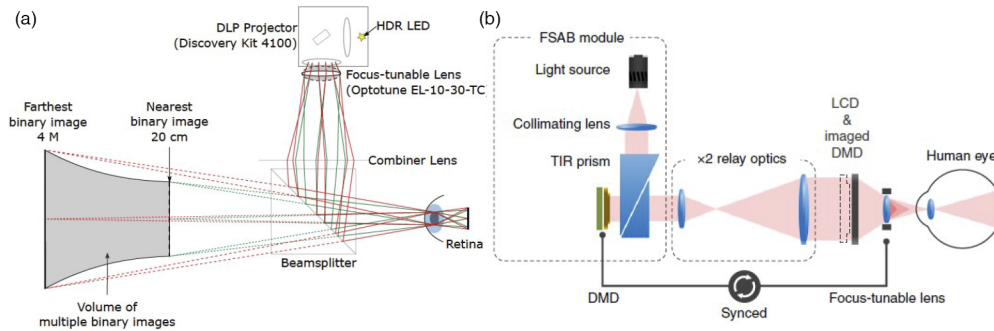 (a)
DLP Projector
(Discovery Kit 4100)
HDR LED
Focus-tunable Lens
(Optotune EL-10-30-TC)
Farthest
binary image
4 M
Nearest
binary image
20 cm
Combiner Lens
Retina
Beamsplitter
Volume of
multiple binary images
(b)
FSAB module
Light source
Collimating lens
TIR prism
×2 relay optics
LCD
&
imaged
DMD
Human eye
DMD
Synced
Focus-tunable lens